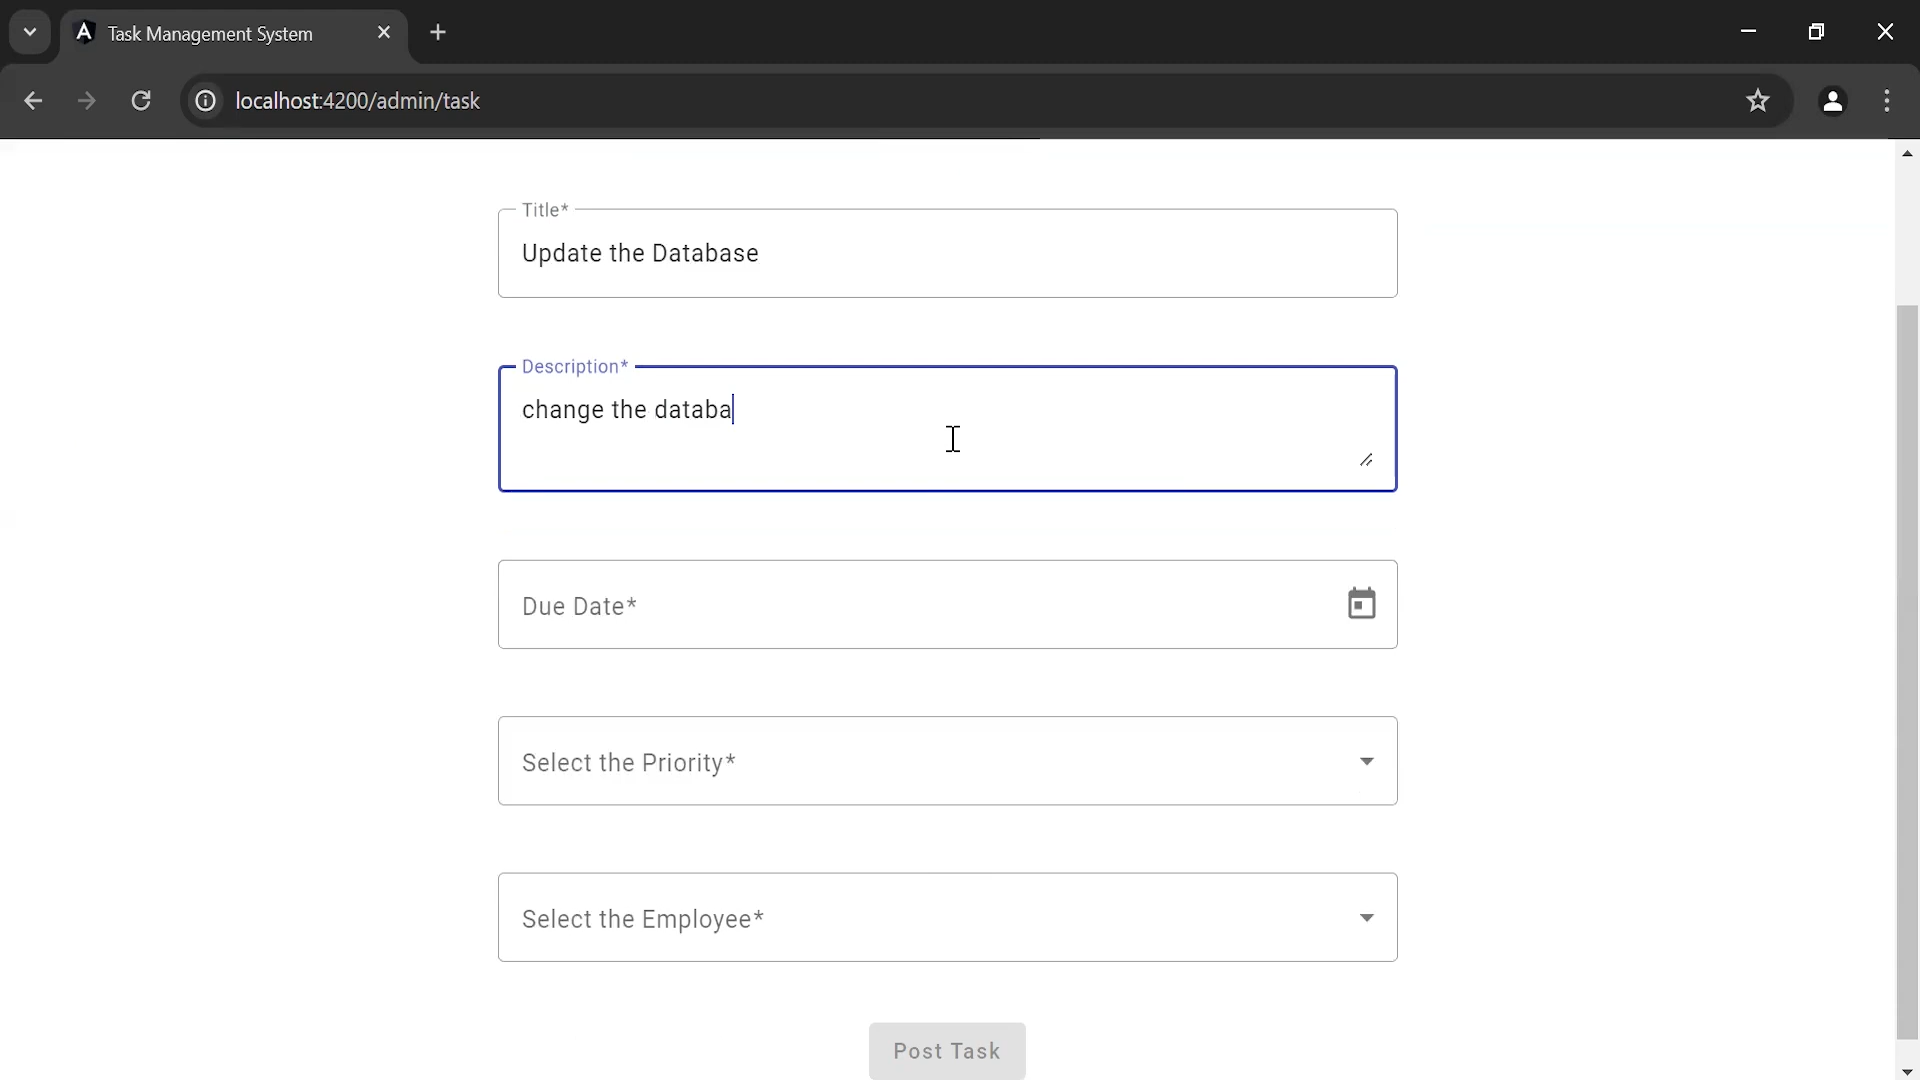 Task Management System
localhost:4200/admin/task
Title*
Update the Database
Description*
change the databa
Due Date*
Select the Priority*
Select the Employee*
Post Task